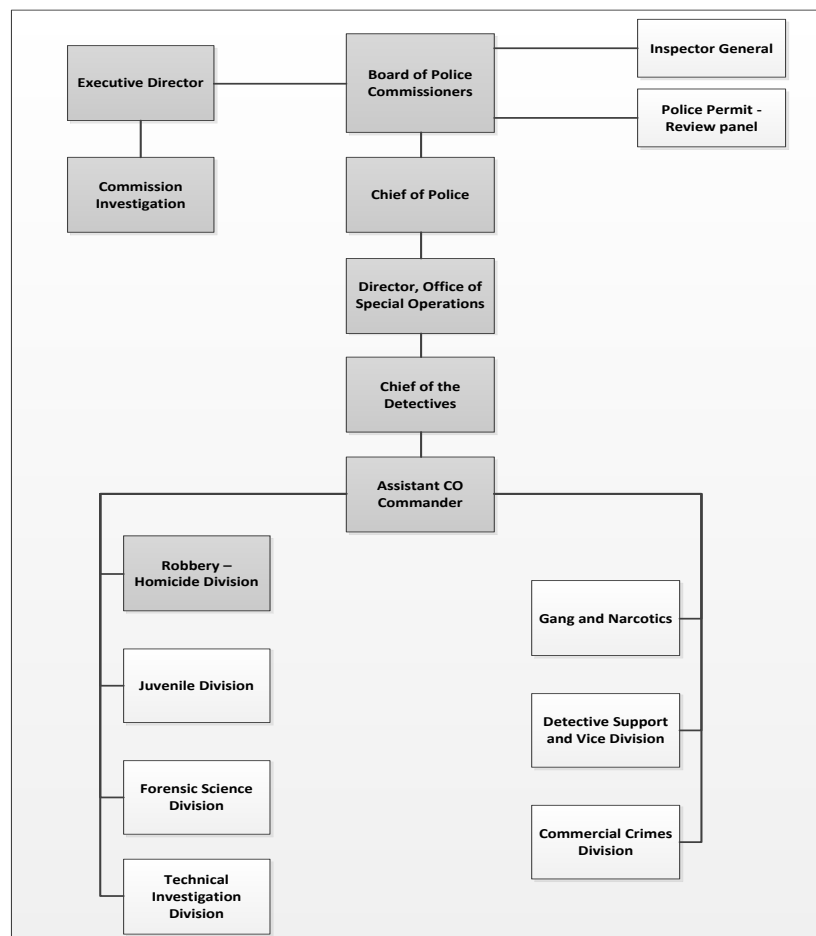 Executive Director
Board of Police
Commissioners
Inspector General
Police Permit -
Review panel
Commission
Investigation
Chief of Police
Director, Office of
Special Operations
Chief of the
Detectives
Assistant CO
Commander
Robbery –
Homicide Division
Juvenile Division
Forensic Science
Division
Technical
Investigation
Division
Gang and Narcotics
Detective Support
and Vice Division
Commercial Crimes
Division